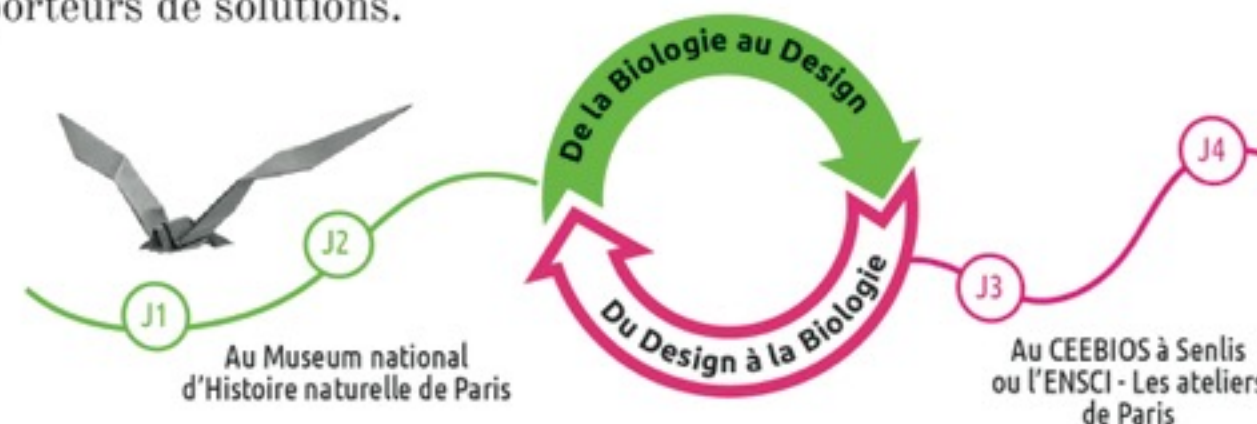 porteurs de solutions.
De la Biologie au Design
J4
J2
J1
J3
Du Design à la Biologie
Au Museum national
d'Histoire naturelle de Paris
Au CEEBIOS à Senlis
ou l'ENSCI - Les ateliers
de Paris